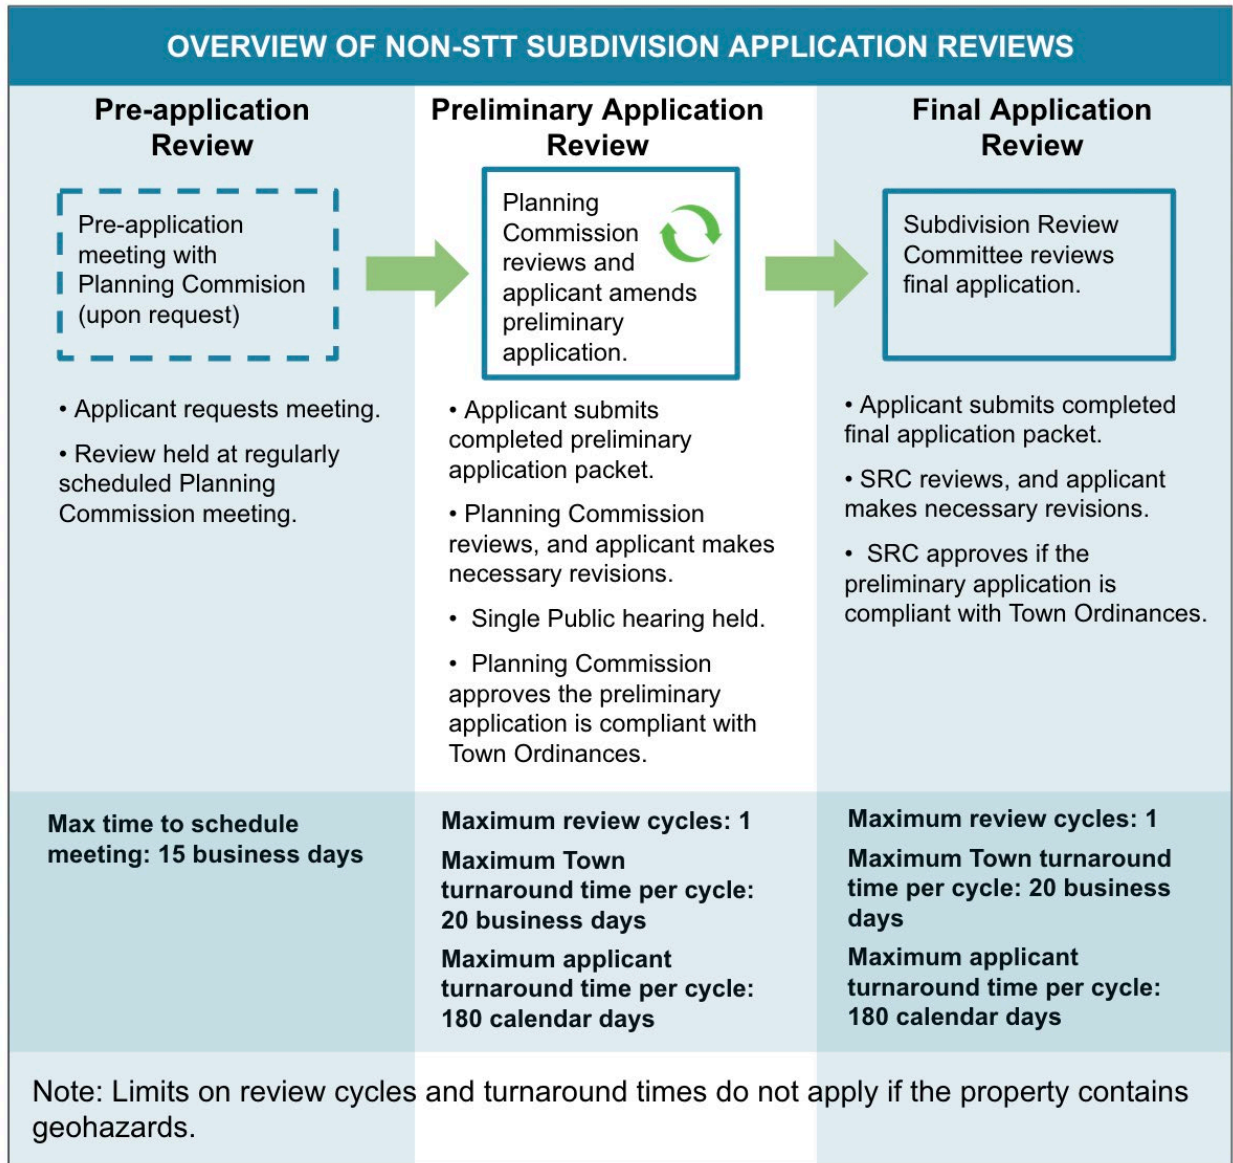 OVERVIEW OF NON-STT SUBDIVISION APPLICATION REVIEWS
Pre-application
Review
Pre-application
meeting with
Planning Commision
(upon request)
• Applicant requests meeting.
• Review held at regularly
scheduled Planning
Commission meeting.
Max time to schedule
meeting: 15 business days
Preliminary Application
Review
Planning
Commission
reviews and
applicant amends
preliminary
application.
• Applicant submits
completed preliminary
application packet.
• Planning Commission
reviews, and applicant makes
necessary revisions.
• Single Public hearing held.
• Planning Commission
approves the preliminary
application is compliant with
Town Ordinances.
Maximum review cycles: 1
Maximum Town
turnaround time per cycle:
20 business days
Maximum applicant
turnaround time per cycle:
180 calendar days
Final Application
Review
Subdivision Review
Committee reviews
final application.
• Applicant submits completed
final application packet.
• SRC reviews, and applicant
makes necessary revisions.
• SRC approves if the
preliminary application is
compliant with Town Ordinances.
Maximum review cycles: 1
Maximum Town turnaround
time per cycle: 20 business
days
Maximum applicant
turnaround time per cycle:
180 calendar days
Note: Limits on review cycles and turnaround times do not apply if the property contains
geohazards.